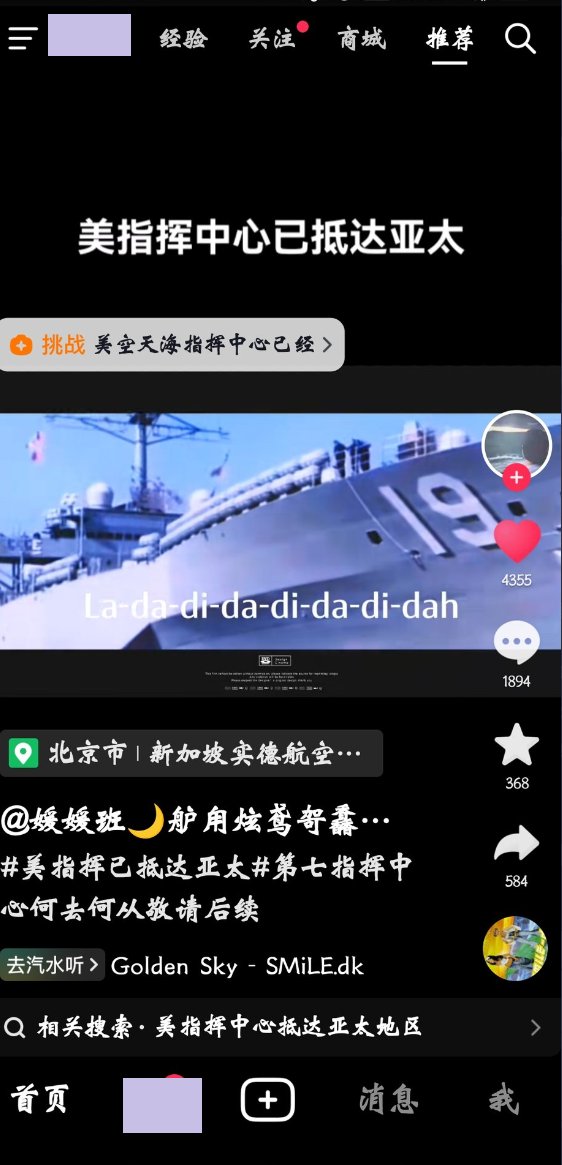 经验 关注 商城 推荐
美指挥中心已抵达亚太
挑战 美空天海指挥中心已经
19
La-da-di-da-di-da-di-dah
4355
1894
北京市 | 新加坡实德航空…
368
@媛媛班🌙舻用炫鸢哿纛…
#美指挥已抵达亚太#第七指挥中
心何去何从敬请后续
584
去汽水听 Golden Sky - SMiLE.dk
相关搜索 · 美指挥中心抵达亚太地区
首页 消息 我